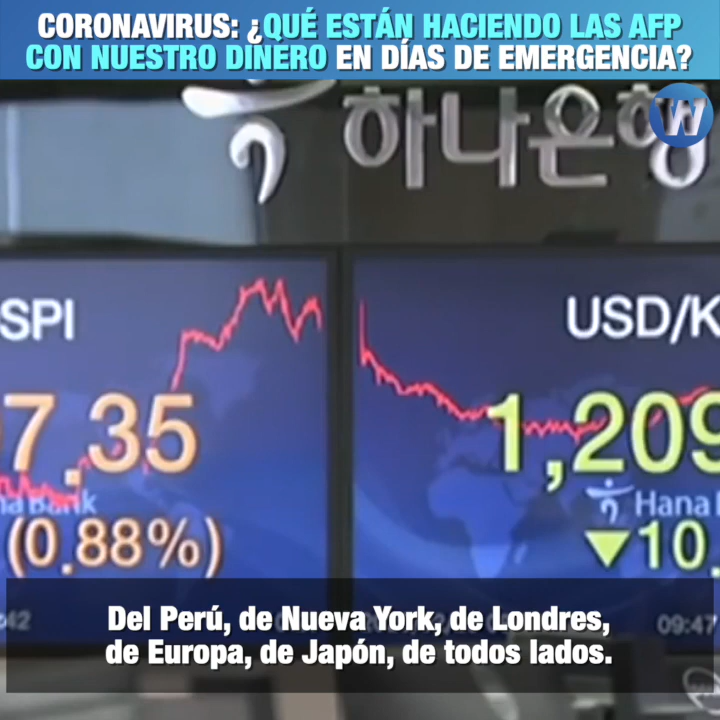 CORONAVIRUS: ¿QUÉ ESTÁN HACIENDO LAS AFP
CON NUESTRO DINERO EN DÍAS DE EMERGENCIA?
W
하나은행
SPI
USD/K
7.35
1,209
Hana
(0.88%)
▼10.
42
09:47
Del Perú, de Nueva York, de Londres,
de Europa, de Japón, de todos lados.